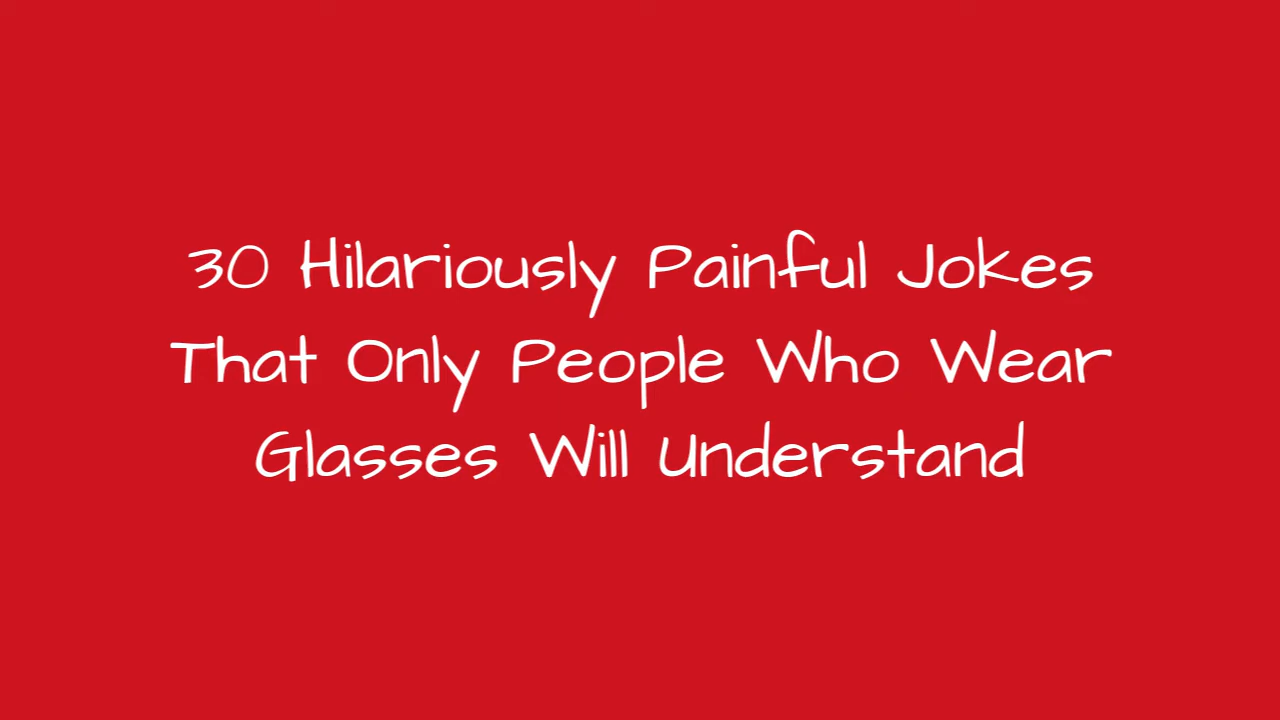 30 Hilariously Painful Jokes
That Only People Who Wear
Glasses Will Understand